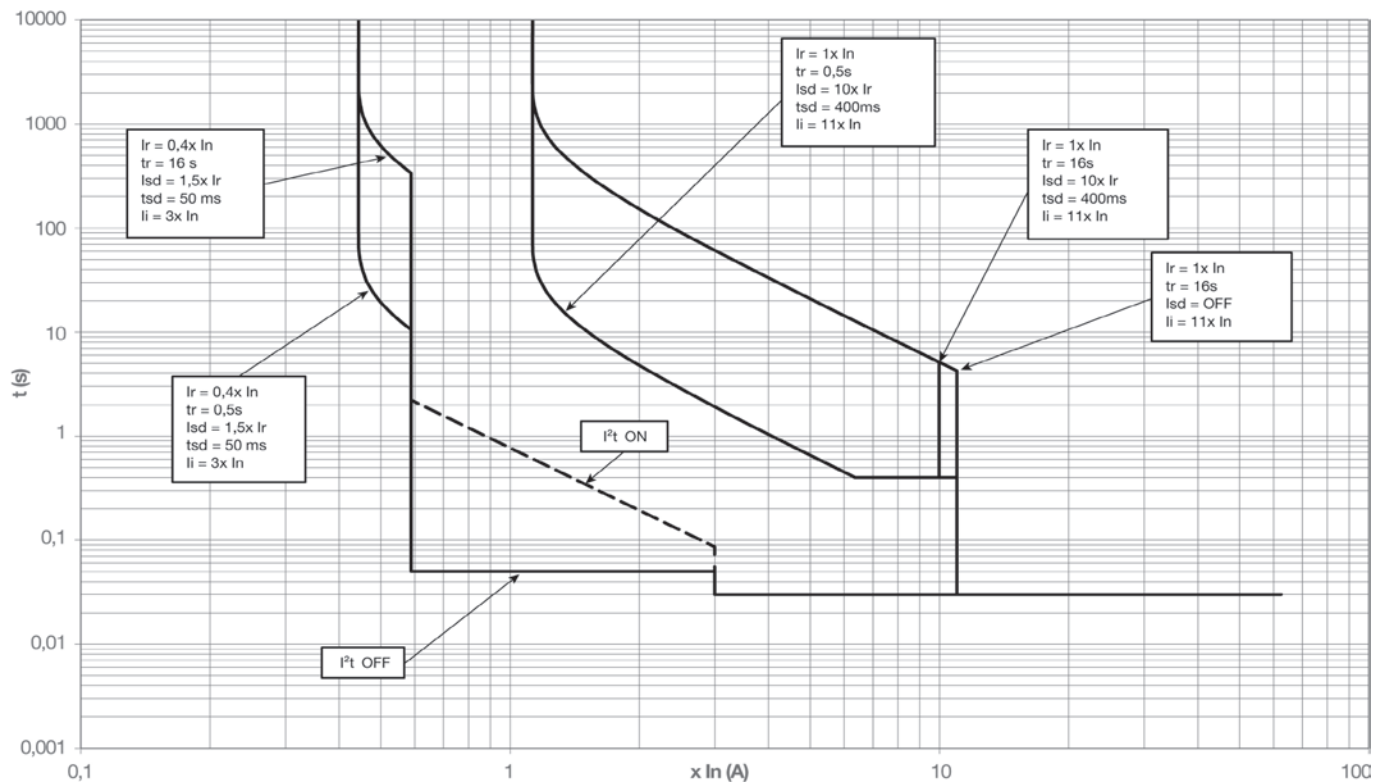 10000
1000
100
10
1
0,1
0,01
0,001
t (s)
Ir = 0,4x In
tr = 16 s
Isd = 1,5x Ir
tsd = 50 ms
Ii = 3x In
Ir = 0,4x In
tr = 0,5s
Isd = 1,5x Ir
tsd = 50 ms
Ii = 3x In
Ir = 1x In
tr = 0,5s
Isd = 10x Ir
tsd = 400ms
Ii = 11x In
Ir = 1x In
tr = 16s
Isd = 10x Ir
tsd = 400ms
Ii = 11x In
Ir = 1x In
tr = 16s
Isd = OFF
Ii = 11x In
I²t ON
I²t OFF
0,1
1
x In (A)
10
100